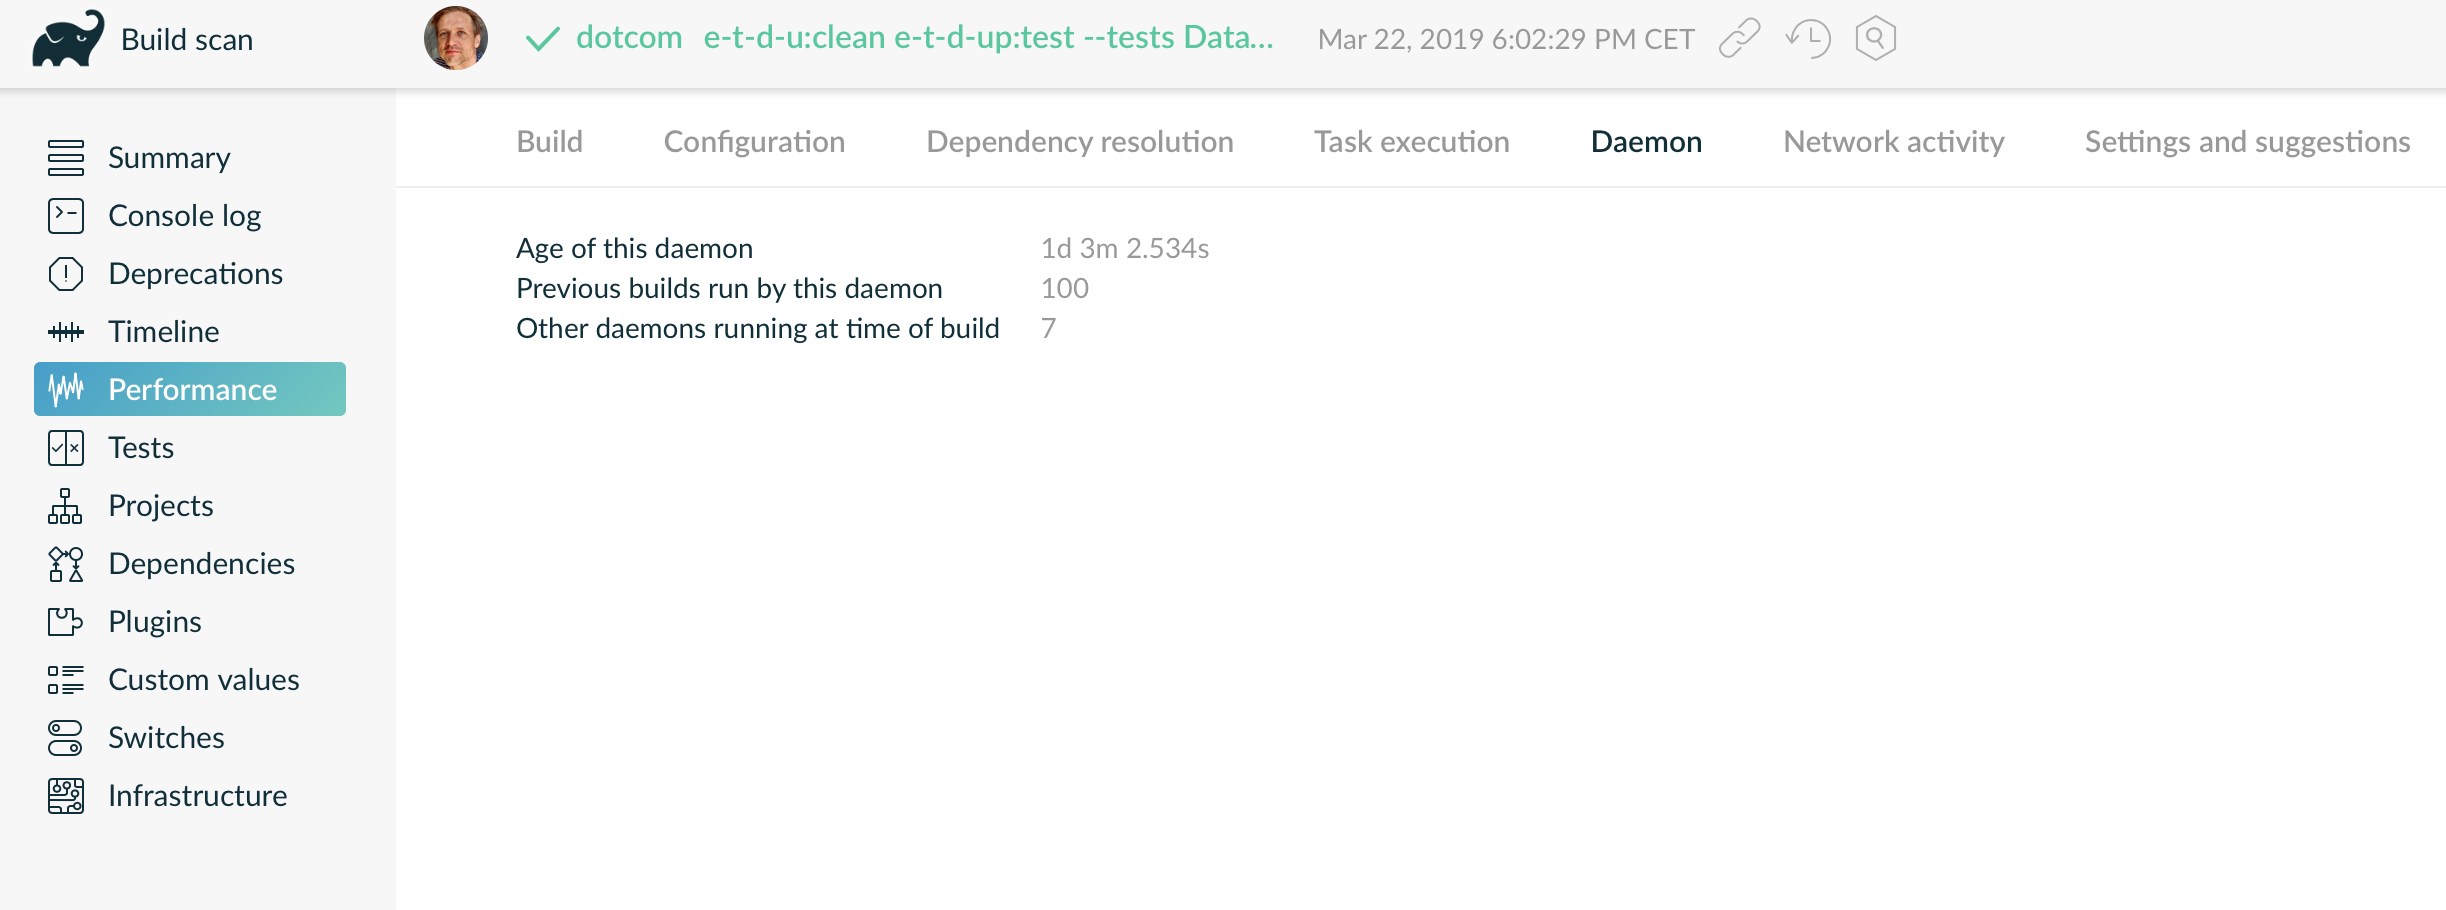 Build scan
dotcom e-t-d-u:clean e-t-d-up:test --tests Data...
Mar 22, 2019 6:02:29 PM CET
Summary
Console log
Deprecations
Timeline
Performance
Tests
Projects
Dependencies
Plugins
Custom values
Switches
Infrastructure
Build Configuration Dependency resolution Task execution Daemon Network activity Settings and suggestions
Age of this daemon 1d 3m 2.534s
Previous builds run by this daemon 100
Other daemons running at time of build 7